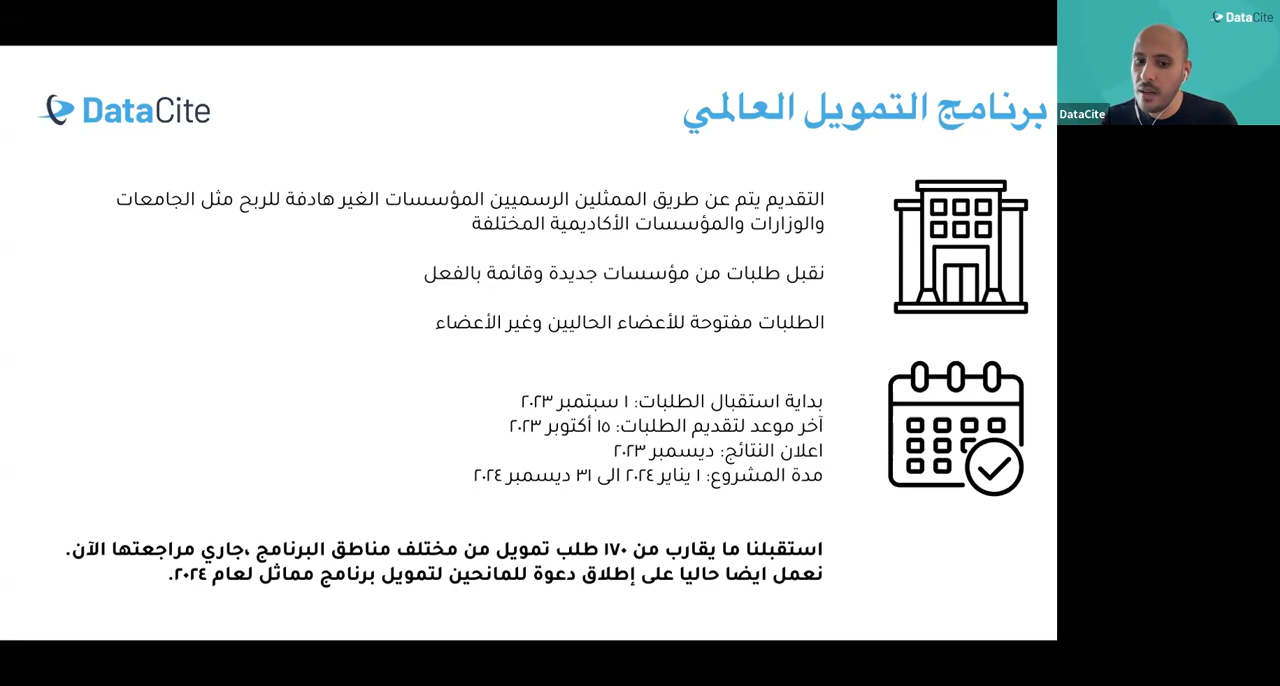 DataCite
برنامج التمويل العالمي
DataCite
DataCite
التقديم يتم عن طريق الممثلين الرسميين المؤسسات الغير هادفة للربح مثل الجامعات
والوزارات والمؤسسات الأكاديمية المختلفة
نقبل طلبات من مؤسسات جديدة وقائمة بالفعل
الطلبات مفتوحة للأعضاء الحاليين وغير الأعضاء
بداية استقبال الطلبات: ١ سبتمبر ٢٠٢٣
آخر موعد لتقديم الطلبات: ١٥ أكتوبر ٢٠٢٣
اعلان النتائج: ديسمبر ٢٠٢٣
مدة المشروع: ١ يناير ٢٠٢٤ الى ٣١ ديسمبر ٢٠٢٤
استقبلنا ما يقارب من ١٧٠ طلب تمويل من مختلف مناطق البرنامج ،جاري مراجعتها الآن.
نعمل ايضا حاليا على إطلاق دعوة للمانحين لتمويل برنامج مماثل لعام ٢٠٢٤.